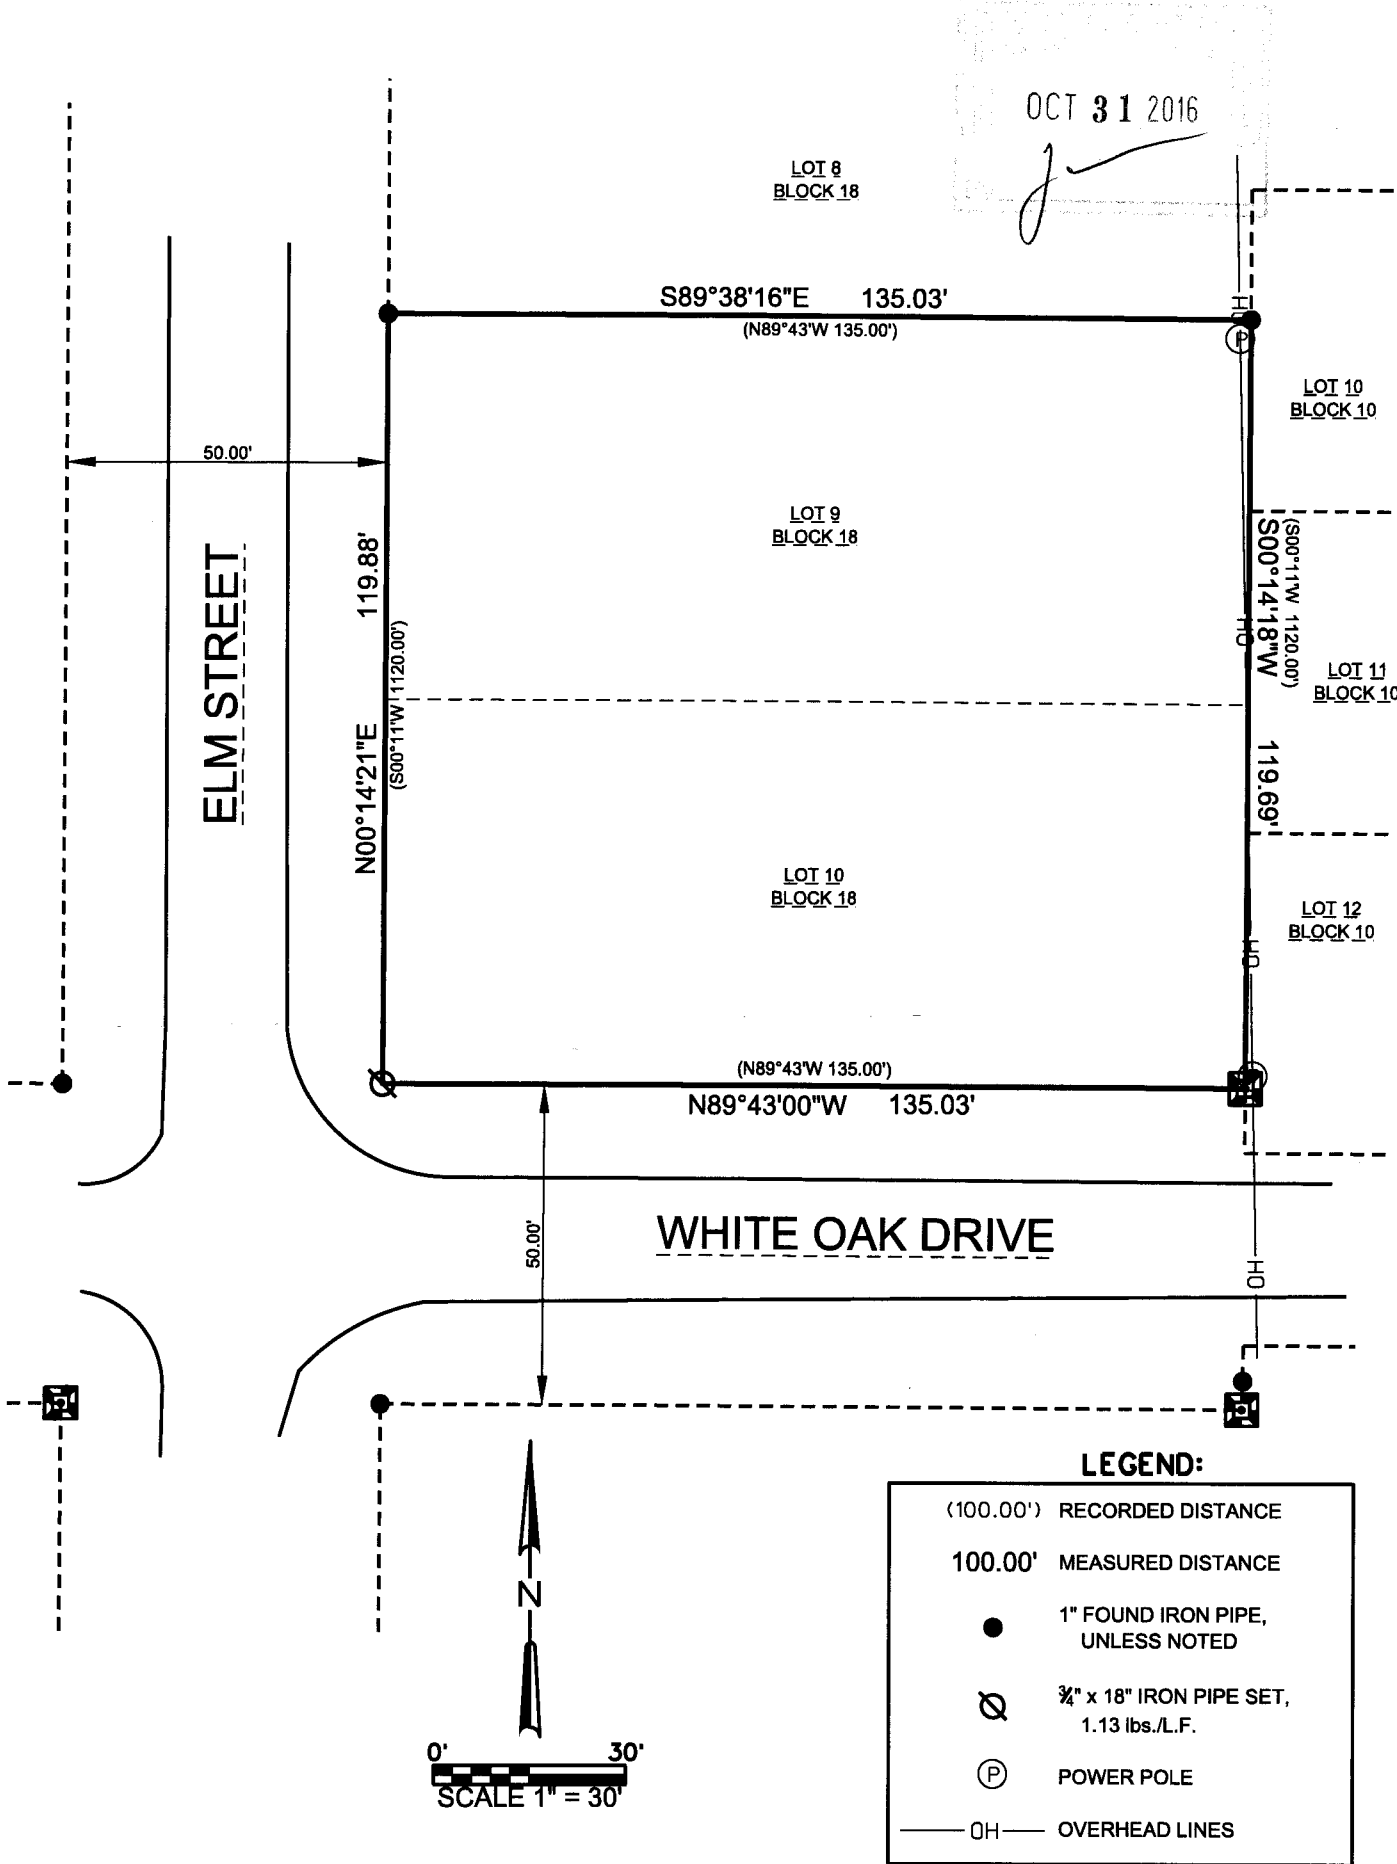 OCT 31 2016
LOT 8
BLOCK 18
S89°38'16"E 135.03'
(N89°43'W 135.00')
OH
P
LOT 10
BLOCK 10
50.00'
LOT 9
BLOCK 18
ELM STREET
N00°14'21"E 119.88'
(S00°11'W 1120.00')
(S00°11'W 1120.00')
S00°14'18"W 119.69'
OH
LOT 11
BLOCK 10
LOT 10
BLOCK 18
LOT 12
BLOCK 10
OH
(N89°43'W 135.00')
N89°43'00"W 135.03'
50.00'
WHITE OAK DRIVE
OH
LEGEND:
(100.00') RECORDED DISTANCE
100.00' MEASURED DISTANCE
1" FOUND IRON PIPE,
UNLESS NOTED
¾" x 18" IRON PIPE SET,
1.13 lbs./L.F.
P POWER POLE
OH OVERHEAD LINES
N
0' 30'
SCALE 1" = 30'